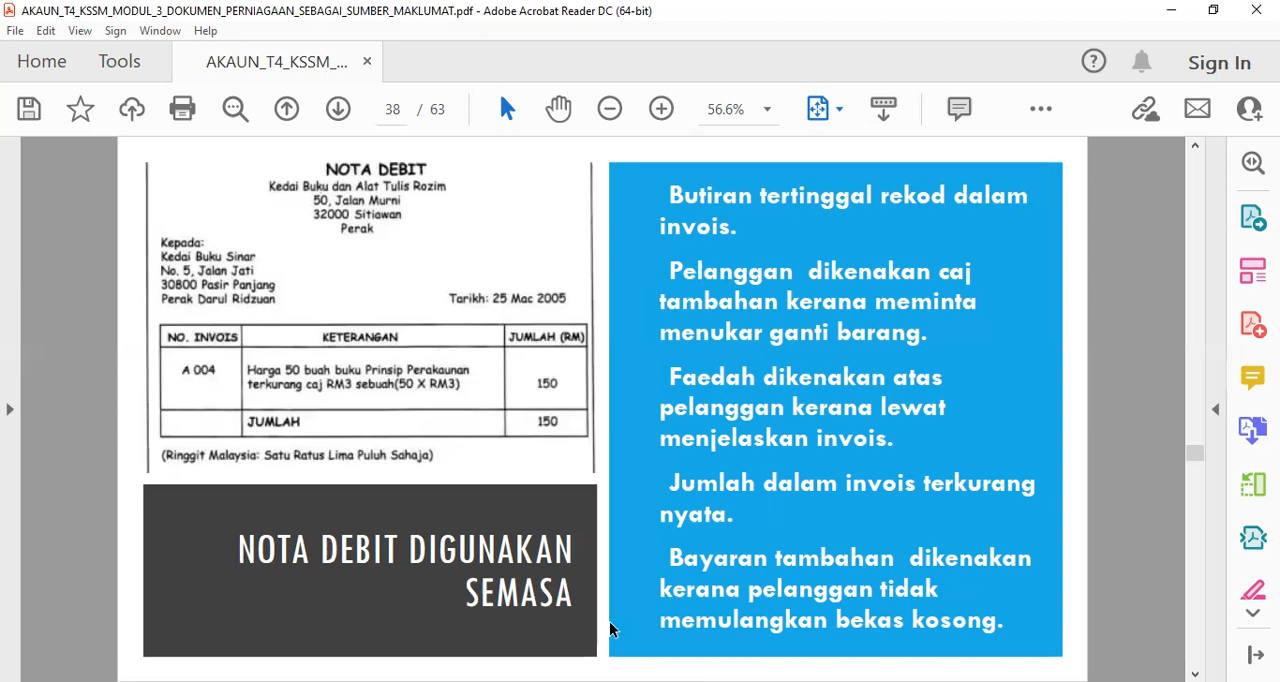 AKAUN_T4_KSSM_MODUL_3_DOKUMEN_PERNIAGAAN_SEBAGAI_SUMBER_MAKLUMAT.pdf - Adobe Acrobat Reader DC (64-bit)
File Edit View Sign Window Help
Home Tools AKAUN_T4_KSSM_... × Sign In
38 / 63 56.6%
NOTA DEBIT
Kedai Buku dan Alat Tulis Rozim
50, Jalan Murni
32000 Sitiawan
Perak
Kepada:
Kedai Buku Sinar
No. 5, Jalan Jati
30800 Pasir Panjang
Perak Darul Ridzuan Tarikh: 25 Mac 2005
NO. INVOIS KETERANGAN JUMLAH (RM)
A 004 Harga 50 buah buku Prinsip Perakaunan
terkurang caj RM3 sebuah(50 X RM3) 150
JUMLAH 150
(Ringgit Malaysia: Satu Ratus Lima Puluh Sahaja)
NOTA DEBIT DIGUNAKAN
SEMASA
Butiran tertinggal rekod dalam
invois.
Pelanggan dikenakan caj
tambahan kerana meminta
menukar ganti barang.
Faedah dikenakan atas
pelanggan kerana lewat
menjelaskan invois.
Jumlah dalam invois terkurang
nyata.
Bayaran tambahan dikenakan
kerana pelanggan tidak
memulangkan bekas kosong.